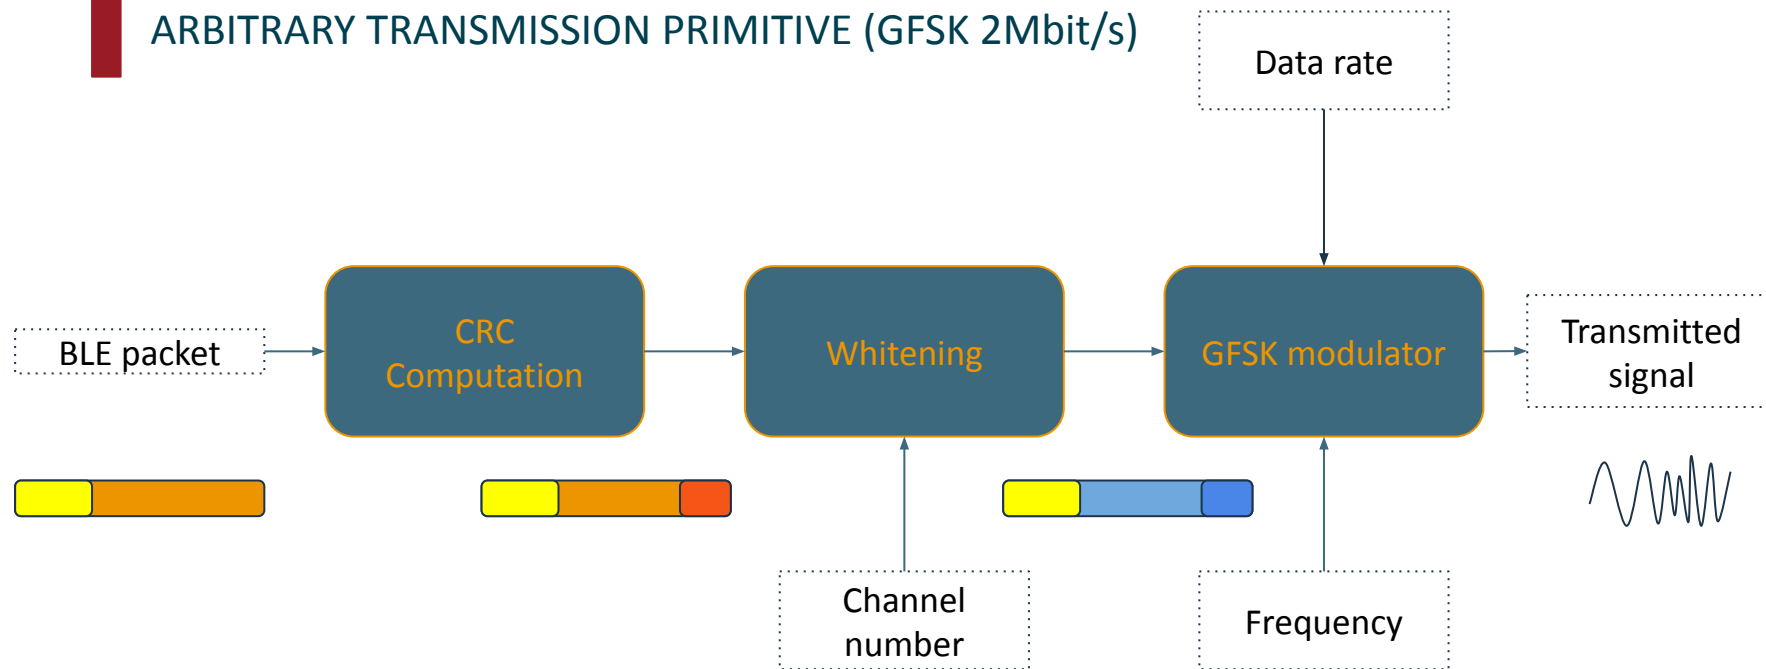 ARBITRARY TRANSMISSION PRIMITIVE (GFSK 2Mbit/s)
Data rate
BLE packet
CRC
Computation
Whitening
GFSK modulator
Transmitted
signal
Channel
number
Frequency